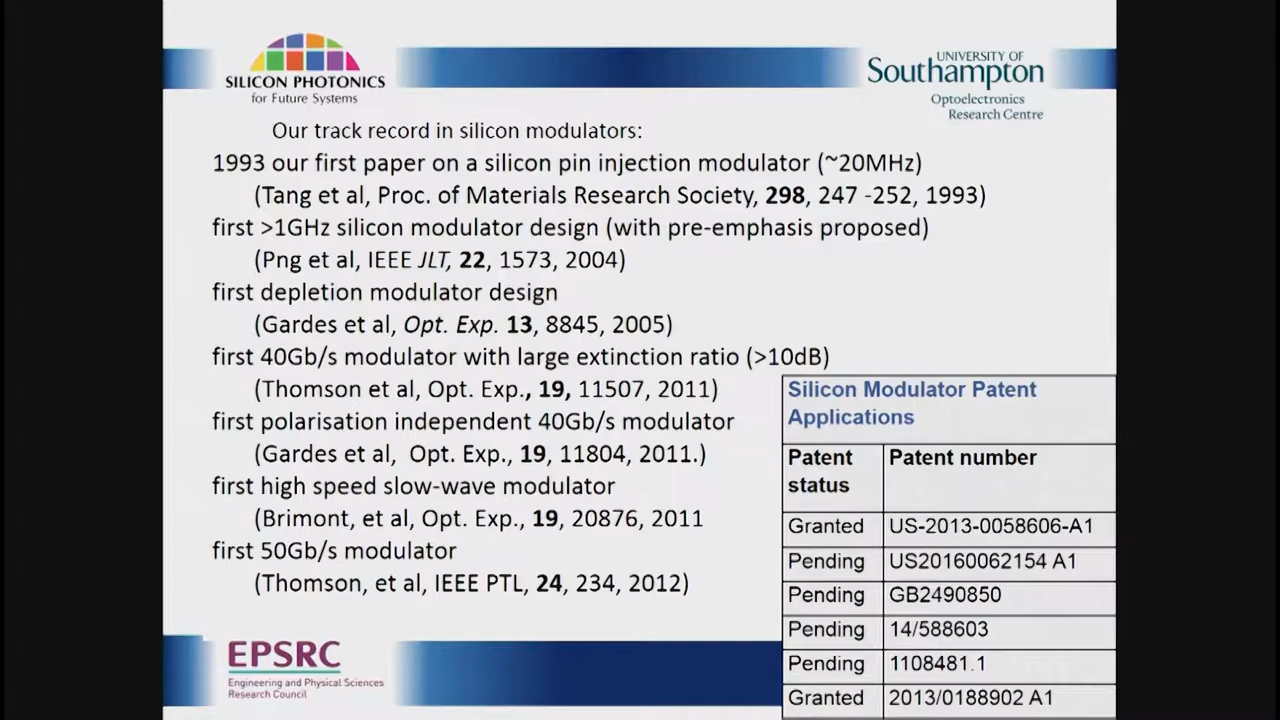 SILICON PHOTONICS
for Future Systems
UNIVERSITY OF
Southampton
Optoelectronics
Research Centre
Our track record in silicon modulators:
1993 our first paper on a silicon pin injection modulator (~20MHz)
(Tang et al, Proc. of Materials Research Society, 298, 247 -252, 1993)
first >1GHz silicon modulator design (with pre-emphasis proposed)
(Png et al, IEEE JLT, 22, 1573, 2004)
first depletion modulator design
(Gardes et al, Opt. Exp. 13, 8845, 2005)
first 40Gb/s modulator with large extinction ratio (>10dB)
(Thomson et al, Opt. Exp., 19, 11507, 2011)
first polarisation independent 40Gb/s modulator
(Gardes et al, Opt. Exp., 19, 11804, 2011.)
first high speed slow-wave modulator
(Brimont, et al, Opt. Exp., 19, 20876, 2011
first 50Gb/s modulator
(Thomson, et al, IEEE PTL, 24, 234, 2012)
Silicon Modulator Patent
Applications
Patent status Patent number
Granted US-2013-0058606-A1
Pending US20160062154 A1
Pending GB2490850
Pending 14/588603
Pending 1108481.1
Granted 2013/0188902 A1
EPSRC
Engineering and Physical Sciences
Research Council